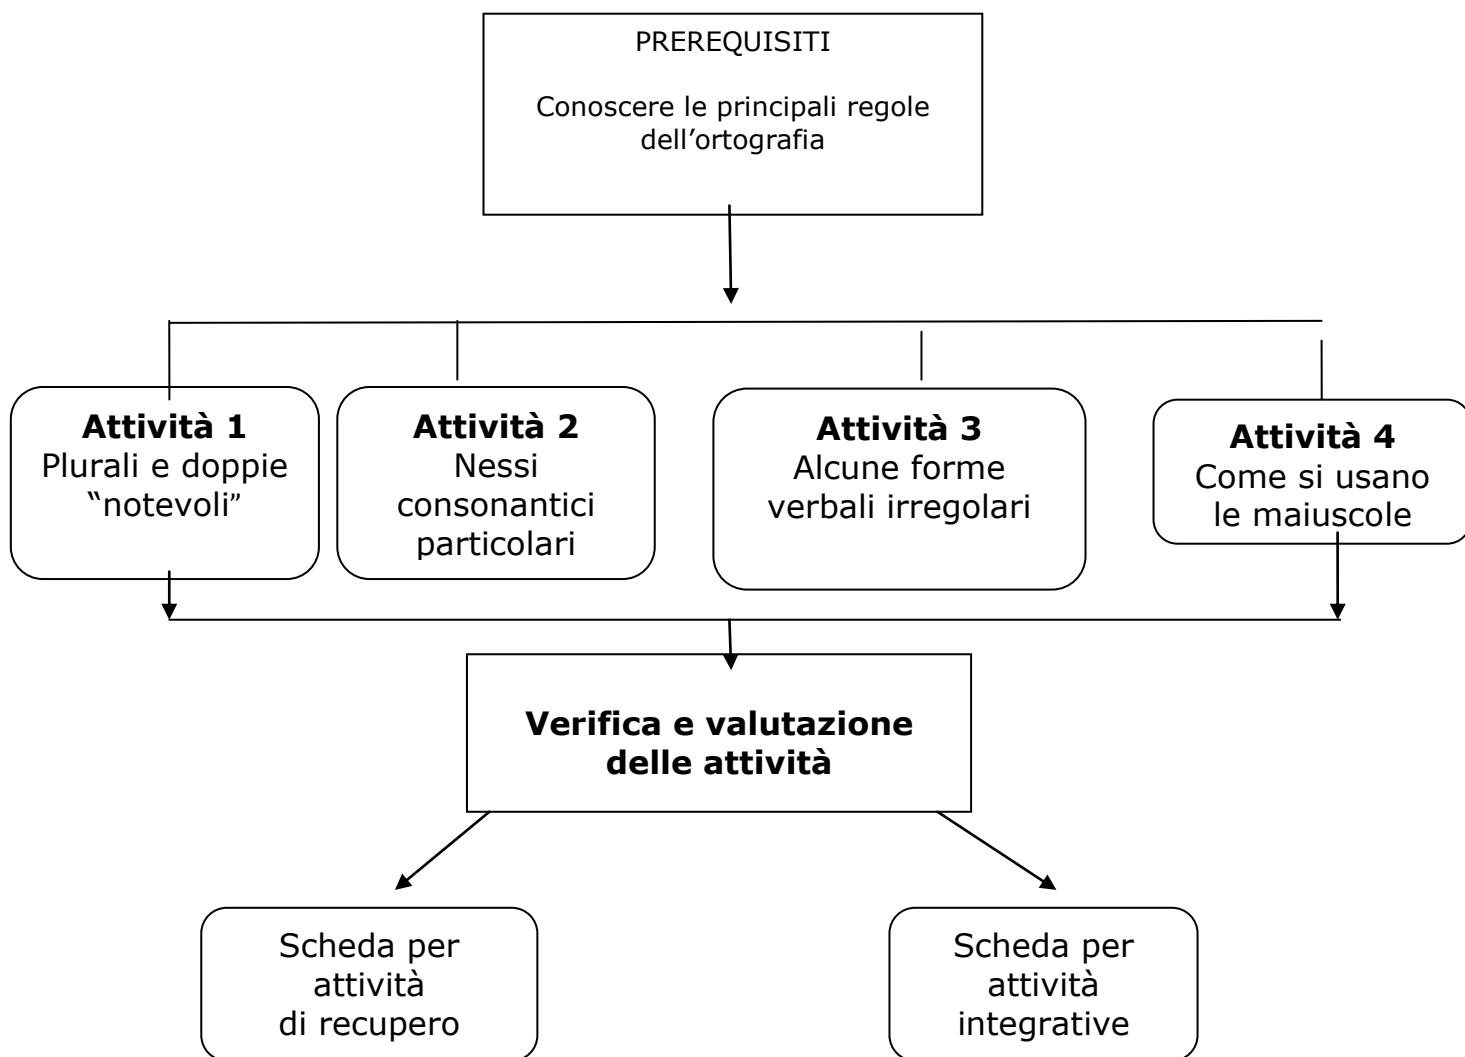 PREREQUISITI
Conoscere le principali regole
dell’ortografia
Attività 1
Plurali e doppie
“notevoli”
Attività 2
Nessi
consonantici
particolari
Attività 3
Alcune forme
verbali irregolari
Attività 4
Come si usano
le maiuscole
Verifica e valutazione
delle attività
Scheda per
attività
di recupero
Scheda per
attività
integrative